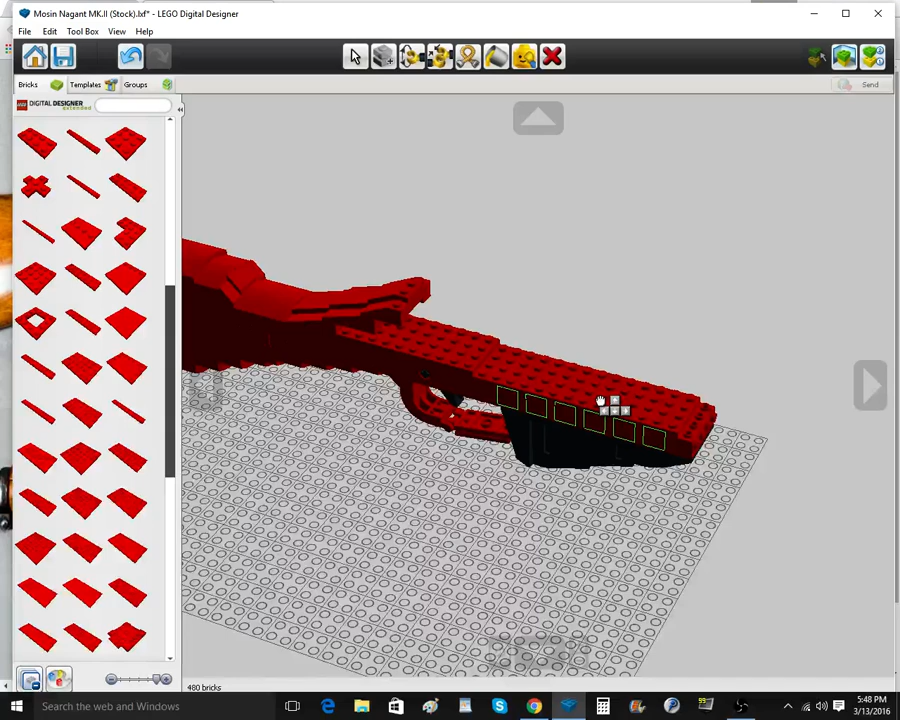 Mosin Nagant MK.II (Stock).lxf* - LEGO Digital Designer
File Edit Tool Box View Help
Bricks Templates Groups Send
LEGO DIGITAL DESIGNER
extended
480 bricks
Search the web and Windows
5:48 PM
3/13/2016